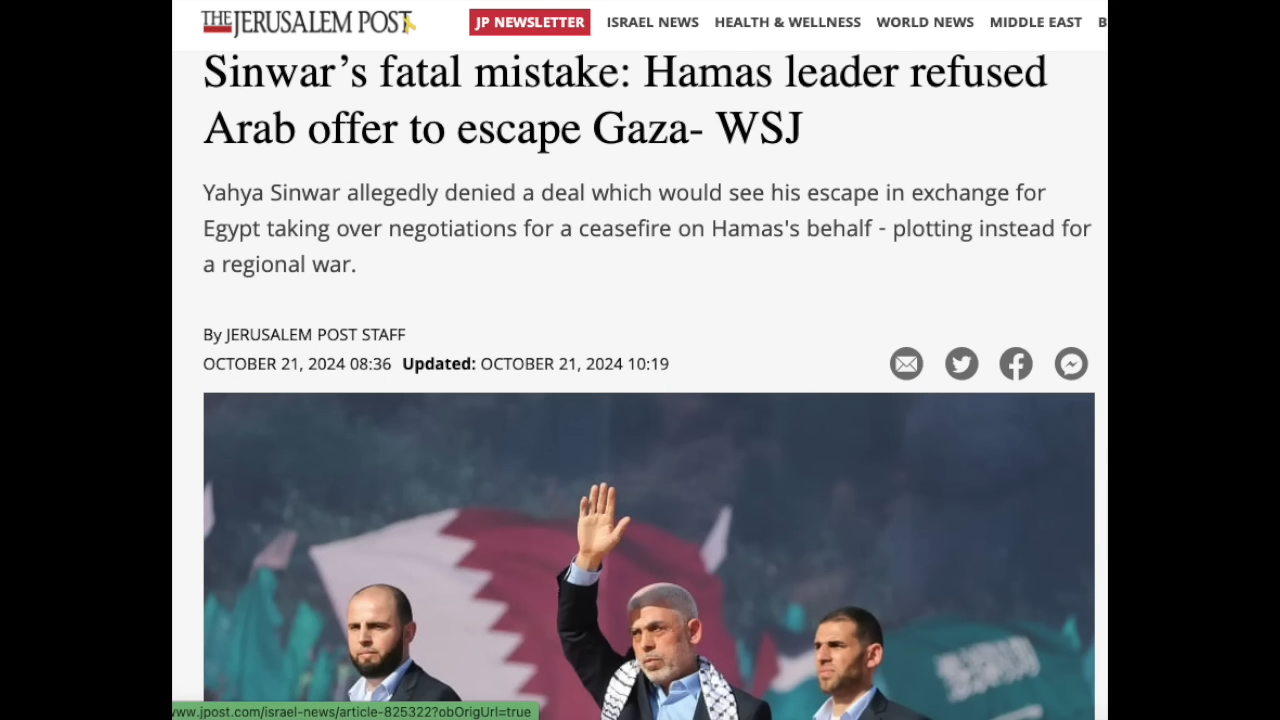 THE JERUSALEM POST
JP NEWSLETTER ISRAEL NEWS HEALTH & WELLNESS WORLD NEWS MIDDLE EAST B
Sinwar’s fatal mistake: Hamas leader refused
Arab offer to escape Gaza- WSJ
Yahya Sinwar allegedly denied a deal which would see his escape in exchange for
Egypt taking over negotiations for a ceasefire on Hamas's behalf - plotting instead for
a regional war.
By JERUSALEM POST STAFF
OCTOBER 21, 2024 08:36 Updated: OCTOBER 21, 2024 10:19
www.jpost.com/israel-news/article-825322?obOrigUrl=true